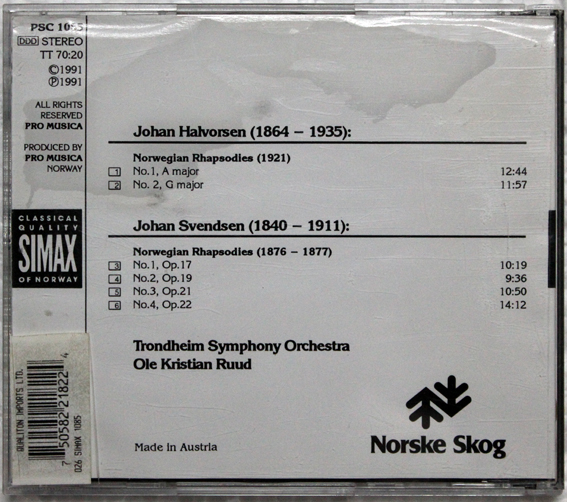 PSC 1085
DDD STEREO
TT 70:20
©1991
℗1991
ALL RIGHTS
RESERVED
PRO MUSICA
PRODUCED BY
PRO MUSICA
NORWAY
CLASSICAL
QUALITY
SIMAX
OF NORWAY
QUALITON IMPORTS LTD.
7 50582 21822 4
026 SIMAX 1085
Johan Halvorsen (1864 – 1935):
Norwegian Rhapsodies (1921)
1 No.1, A major 12:44
2 No. 2, G major 11:57
Johan Svendsen (1840 – 1911):
Norwegian Rhapsodies (1876 – 1877)
3 No.1, Op.17 10:19
4 No.2, Op.19 9:36
5 No.3, Op.21 10:50
6 No.4, Op.22 14:12
Trondheim Symphony Orchestra
Ole Kristian Ruud
Made in Austria
Norske Skog